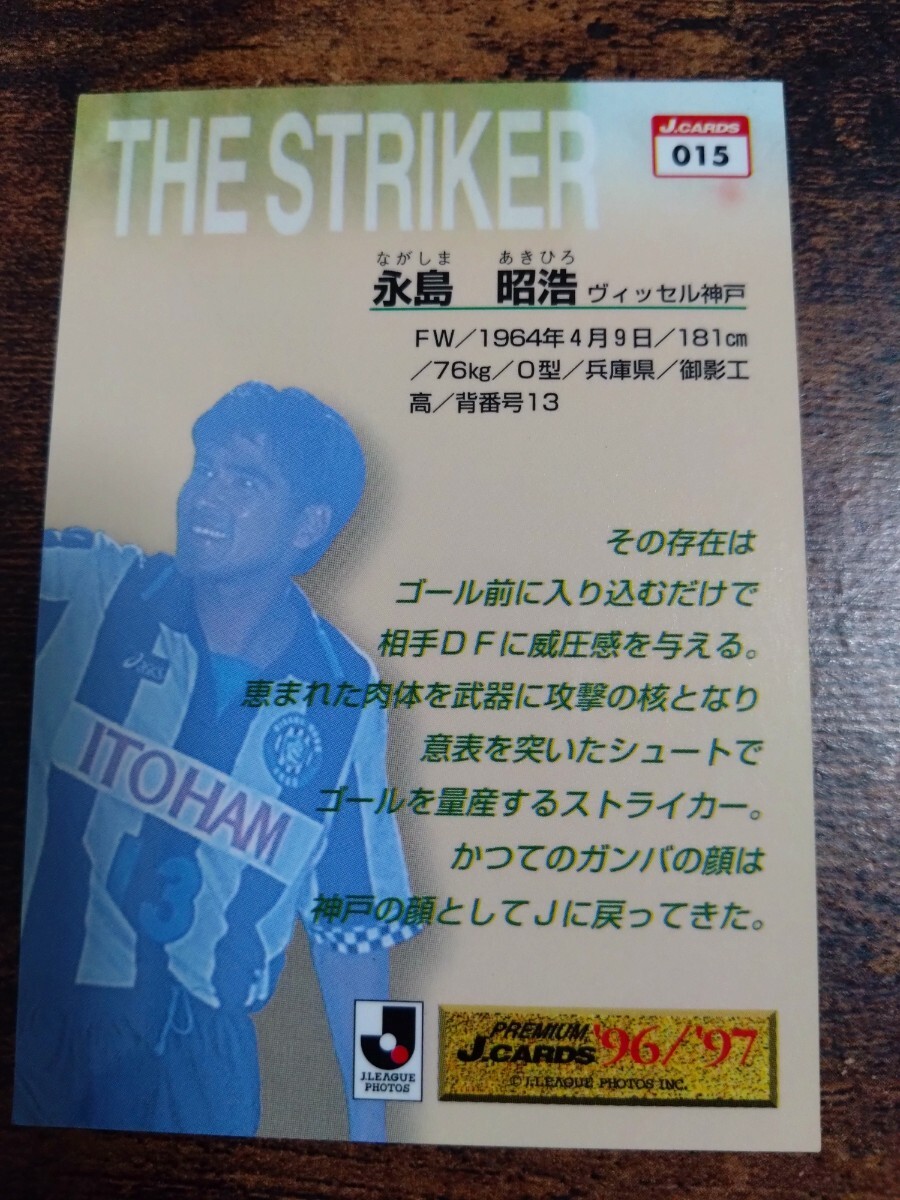 THE STRIKER
J.CARDS
015
ながしま あきひろ
永島 昭浩 ヴィッセル神戸
FW／1964年4月9日／181㎝
／76㎏／O型／兵庫県／御影工
高／背番号13
その存在は
ゴール前に入り込むだけで
相手DFに威圧感を与える。
恵まれた肉体を武器に攻撃の核となり
意表を突いたシュートで
ゴールを量産するストライカー。
かつてのガンバの顔は
神戸の顔としてJに戻ってきた。
asics
ITOHAM
13
J.LEAGUE
PHOTOS
PREMIUM
J.CARDS '96/'97
©J.LEAGUE PHOTOS INC.